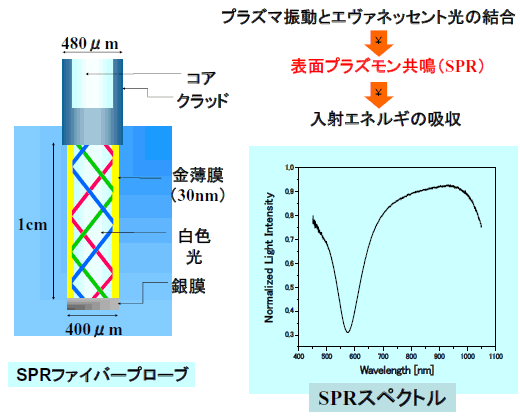 480μm
コア
クラッド
金薄膜
(30nm)
1cm
白色
光
銀膜
400μm
SPRファイバープローブ
プラズマ振動とエヴァネッセント光の結合
¥
表面プラズモン共鳴(SPR)
¥
入射エネルギの吸収
Normalized Light Intensity
1,0
0,9
0,8
0,7
0,6
0,5
0,4
0,3
400 500 600 700 800 900 1000 1100
Wavelength [nm]
SPRスペクトル